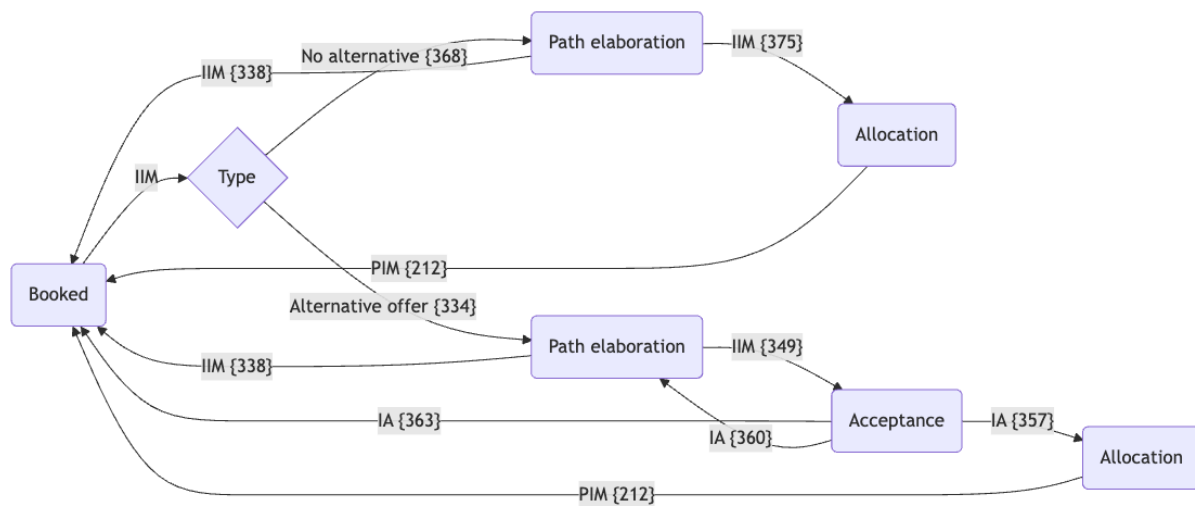 Path elaboration
IIM {375}
No alternative {368}
IIM {338}
Allocation
Type
IIM
PIM {212}
Booked
Alternative offer {334}
Path elaboration
IIM {349}
IIM {338}
IA {363}
Acceptance
IA {357}
IA {360}
Allocation
PIM {212}